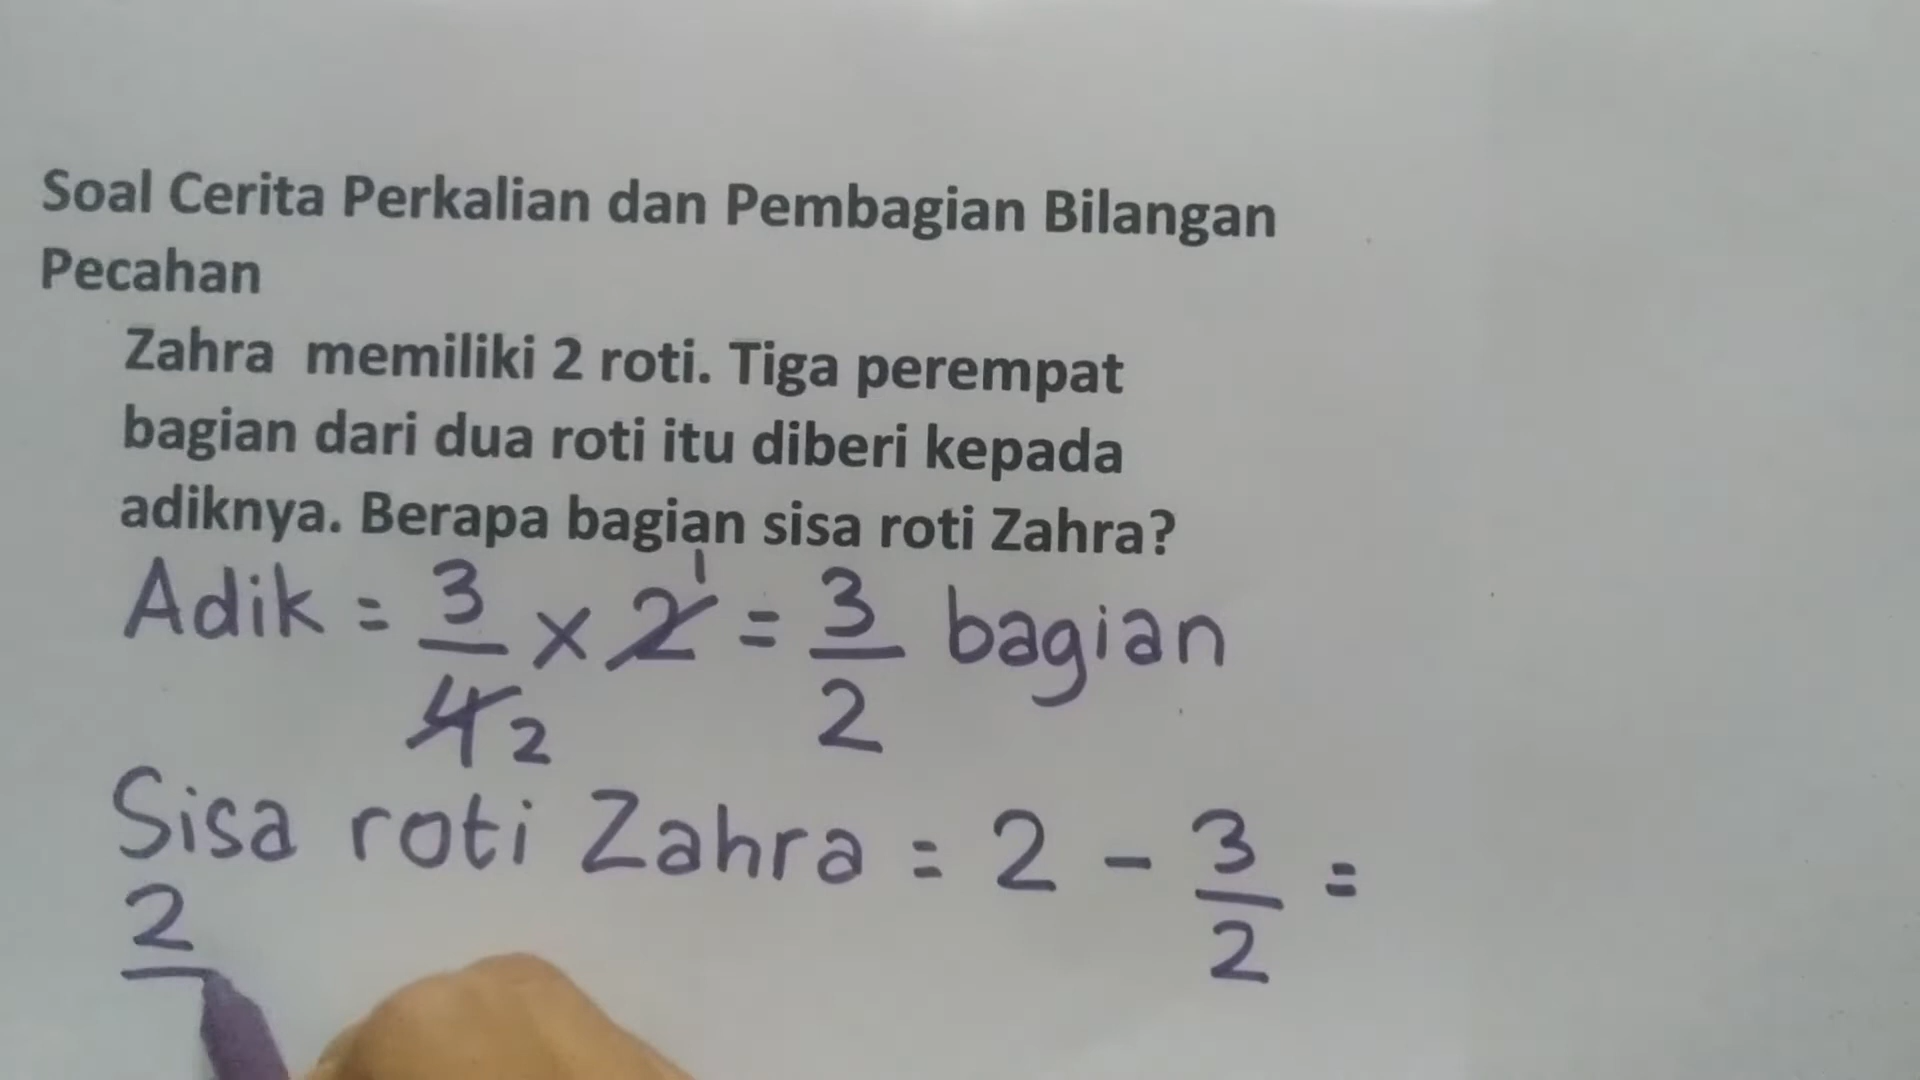 Soal Cerita Perkalian dan Pembagian Bilangan
Pecahan
Zahra memiliki 2 roti. Tiga perempat
bagian dari dua roti itu diberi kepada
adiknya. Berapa bagian sisa roti Zahra?
Adik = 3/4 2 × 2 1 = 3/2 bagian
Sisa roti Zahra = 2 - 3/2 =
2